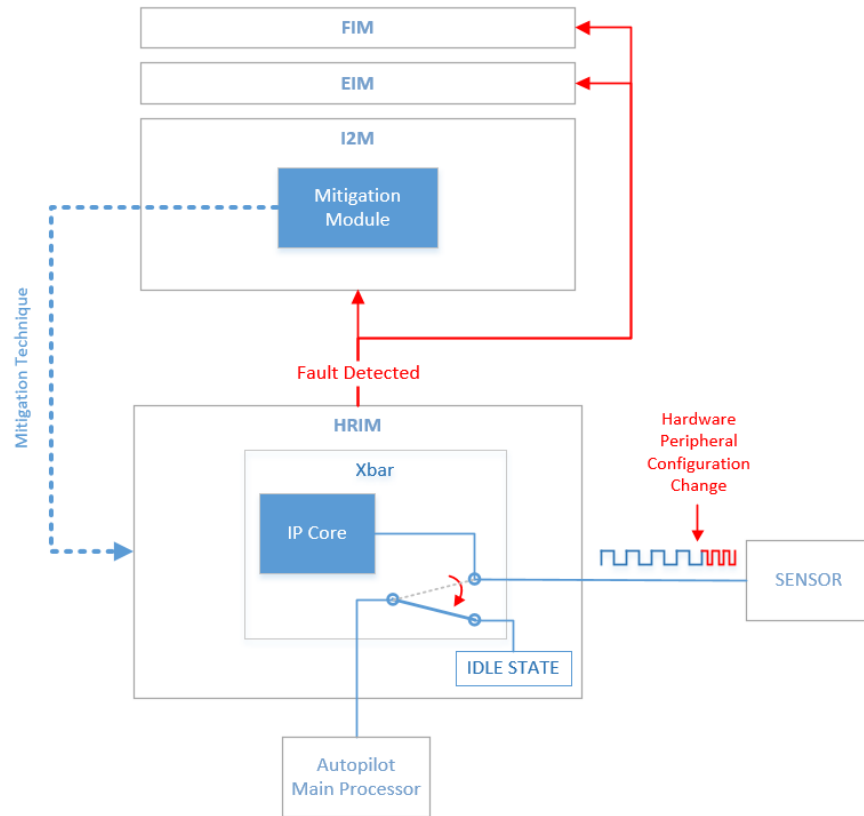 FIM
EIM
I2M
Mitigation
Module
Mitigation Technique
Fault Detected
HRIM
Xbar
IP Core
IDLE STATE
Hardware
Peripheral
Configuration
Change
SENSOR
Autopilot
Main Processor